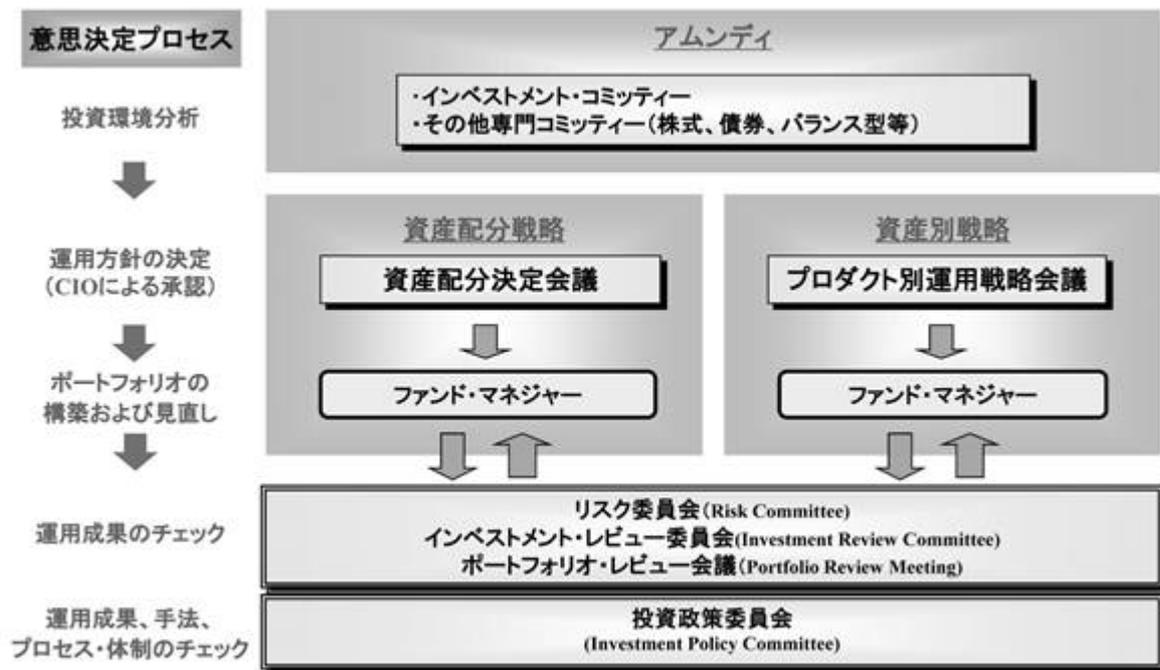 意思決定プロセス
アムンディ
・インベストメント・コミッティー
・その他専門コミッティー（株式、債券、バランス型等）
投資環境分析
資産配分戦略
資産別戦略
運用方針の決定
（CIOによる承認）
資産配分決定会議
プロダクト別運用戦略会議
ポートフォリオの
構築および見直し
ファンド・マネジャー
ファンド・マネジャー
運用成果のチェック
リスク委員会（Risk Committee）
インベストメント・レビュー委員会(Investment Review Committee)
ポートフォリオ・レビュー会議（Portfolio Review Meeting)
運用成果、手法、
プロセス・体制のチェック
投資政策委員会
(Investment Policy Committee)